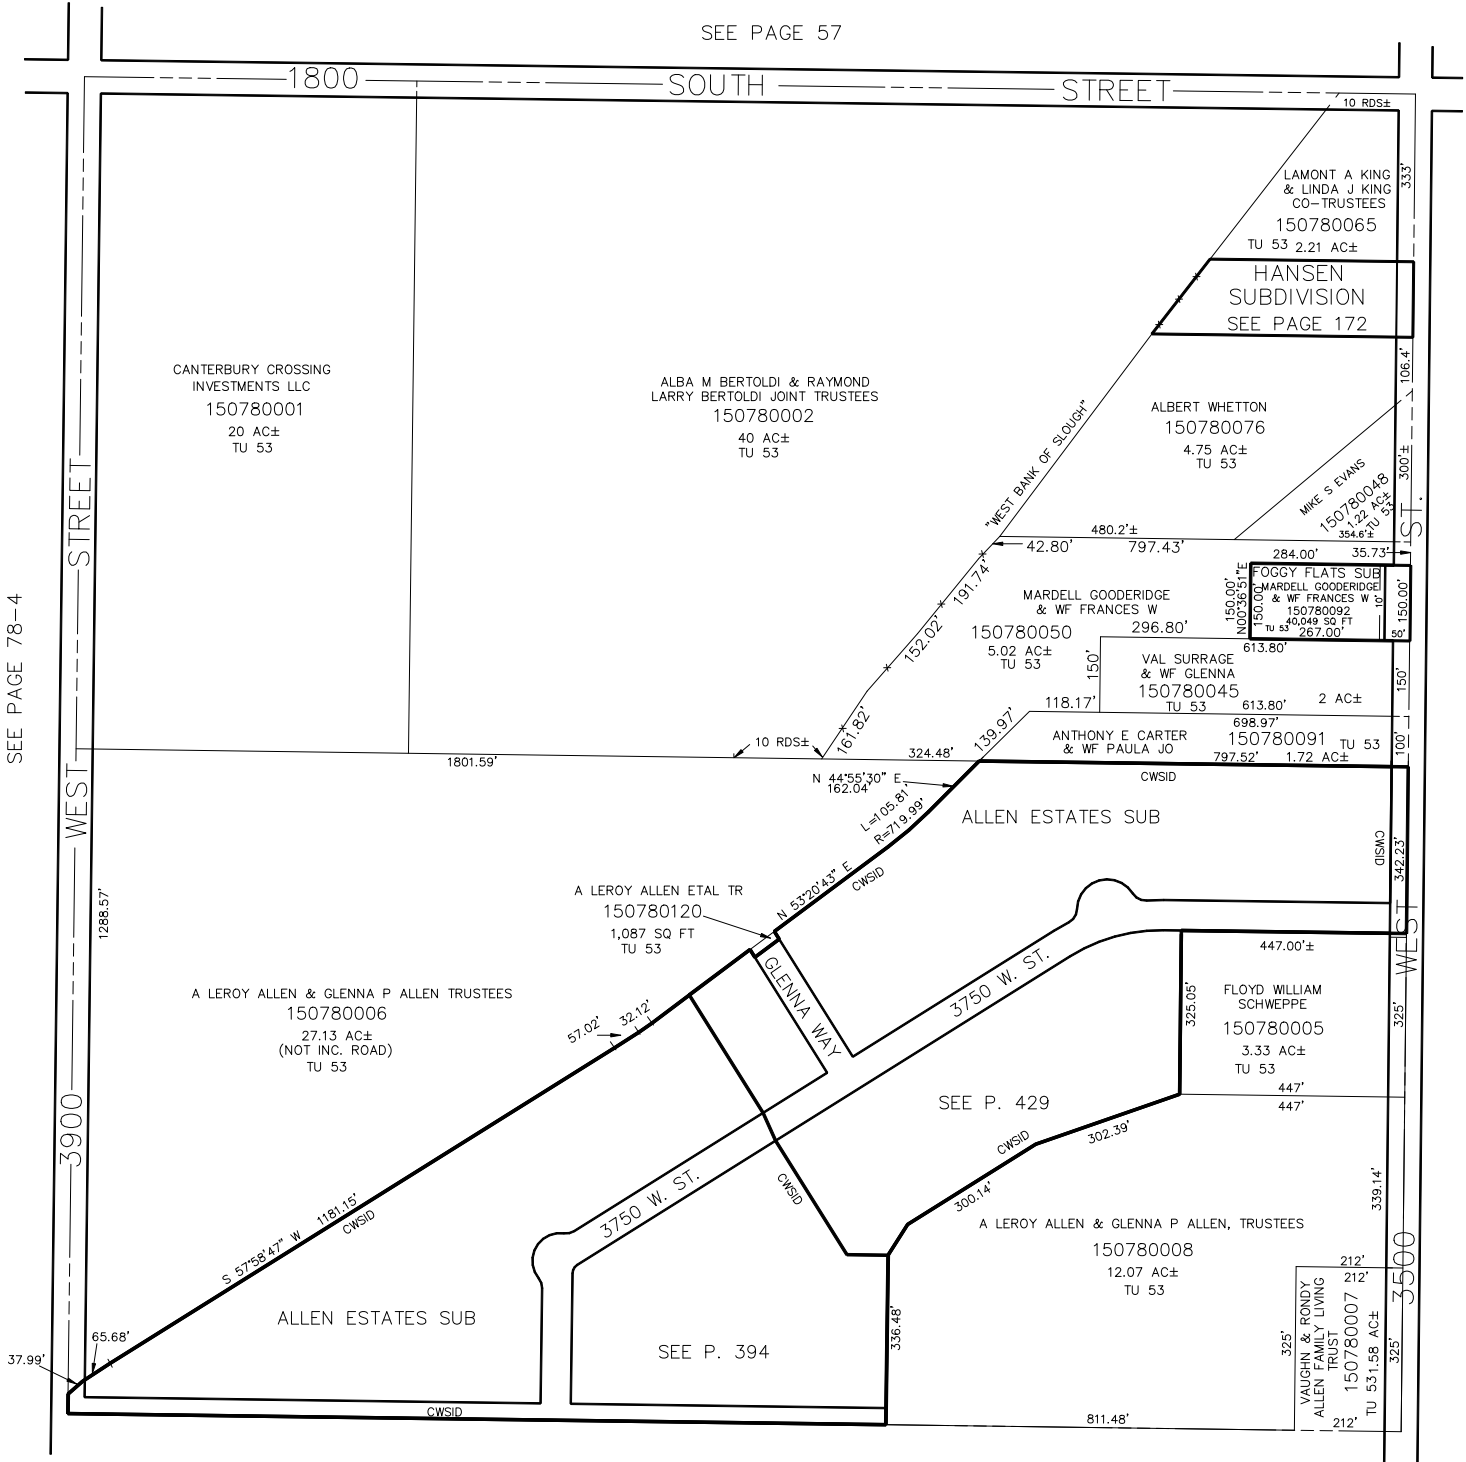 SEE PAGE 57
1800 SOUTH STREET
10 RDS±
LAMONT A KING
& LINDA J KING
CO-TRUSTEES
150780065
TU 53 2.21 AC±
333'
HANSEN
SUBDIVISION
SEE PAGE 172
106.4'
CANTERBURY CROSSING
INVESTMENTS LLC
150780001
20 AC±
TU 53
ALBA M BERTOLDI & RAYMOND
LARRY BERTOLDI JOINT TRUSTEES
150780002
40 AC±
TU 53
"WEST BANK OF SLOUGH"
ALBERT WHETTON
150780076
4.75 AC±
TU 53
300'±
MIKE S EVANS
150780048
1.22 AC±
TU 53
354.6'±
480.2'±
42.80'
797.43'
284.00'
35.73'
191.74'
152.02'
161.82'
MARDELL GOODERIDGE
& WF FRANCES W
150780050
5.02 AC±
TU 53
296.80'
150'
N00°36'51"E
150.00'
150.00'
FOGGY FLATS SUB
MARDELL GOODERIDGE
& WF FRANCES W
150780092
40,049 SQ FT
TU 53
267.00'
10'
50'
150.00'
613.80'
VAL SURRAGE
& WF GLENNA
150780045
TU 53
613.80'
2 AC±
150'
118.17'
139.97'
698.97'
ANTHONY E CARTER
& WF PAULA JO
150780091 TU 53
797.52' 1.72 AC±
100'
10 RDS±
324.48'
1801.59'
CWSID
N 44°55'30" E
162.04'
L=105.81'
R=719.99'
ALLEN ESTATES SUB
CWSID
342.23'
N 53°20'43" E
CWSID
A LEROY ALLEN ETAL TR
150780120
1,087 SQ FT
TU 53
GLENNA WAY
3750 W. ST.
447.00'±
FLOYD WILLIAM
SCHWEPPE
150780005
3.33 AC±
TU 53
325.05'
325'
447'
447'
1288.57'
A LEROY ALLEN & GLENNA P ALLEN TRUSTEES
150780006
27.13 AC±
(NOT INC. ROAD)
TU 53
57.02'
32.12'
SEE P. 429
CWSID
302.39'
300.14'
CWSID
3750 W. ST.
1181.15'
S 57°58'47" W
CWSID
A LEROY ALLEN & GLENNA P ALLEN, TRUSTEES
150780008
12.07 AC±
TU 53
339.14'
212'
212'
VAUGHN & RONDY
ALLEN FAMILY LIVING
TRUST
150780007
TU 53 1.58 AC±
325'
325'
212'
ALLEN ESTATES SUB
SEE P. 394
336.48'
65.68'
37.99'
CWSID
811.48'
SEE PAGE 78-4
3900 WEST STREET
3500 WEST ST.